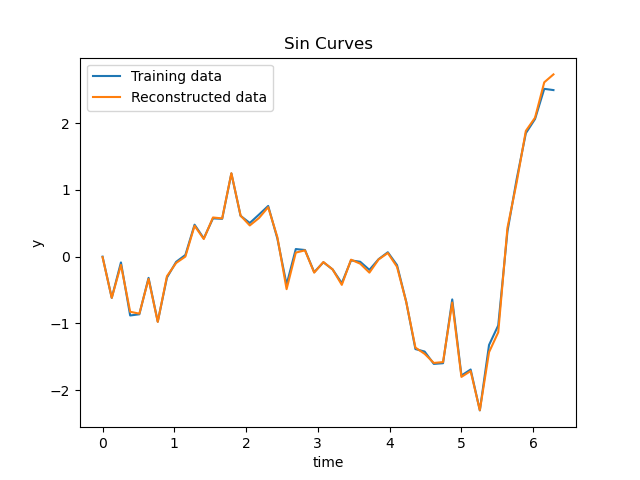 Sin Curves
Training data
Reconstructed data
y
2
1
0
−1
−2
0 1 2 3 4 5 6
time